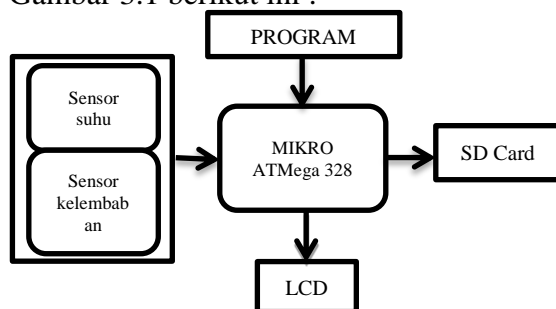 Gambar 3.1 berikut ini :
PROGRAM
Sensor
suhu
Sensor
kelembab
an
MIKRO
ATMega 328
SD Card
LCD